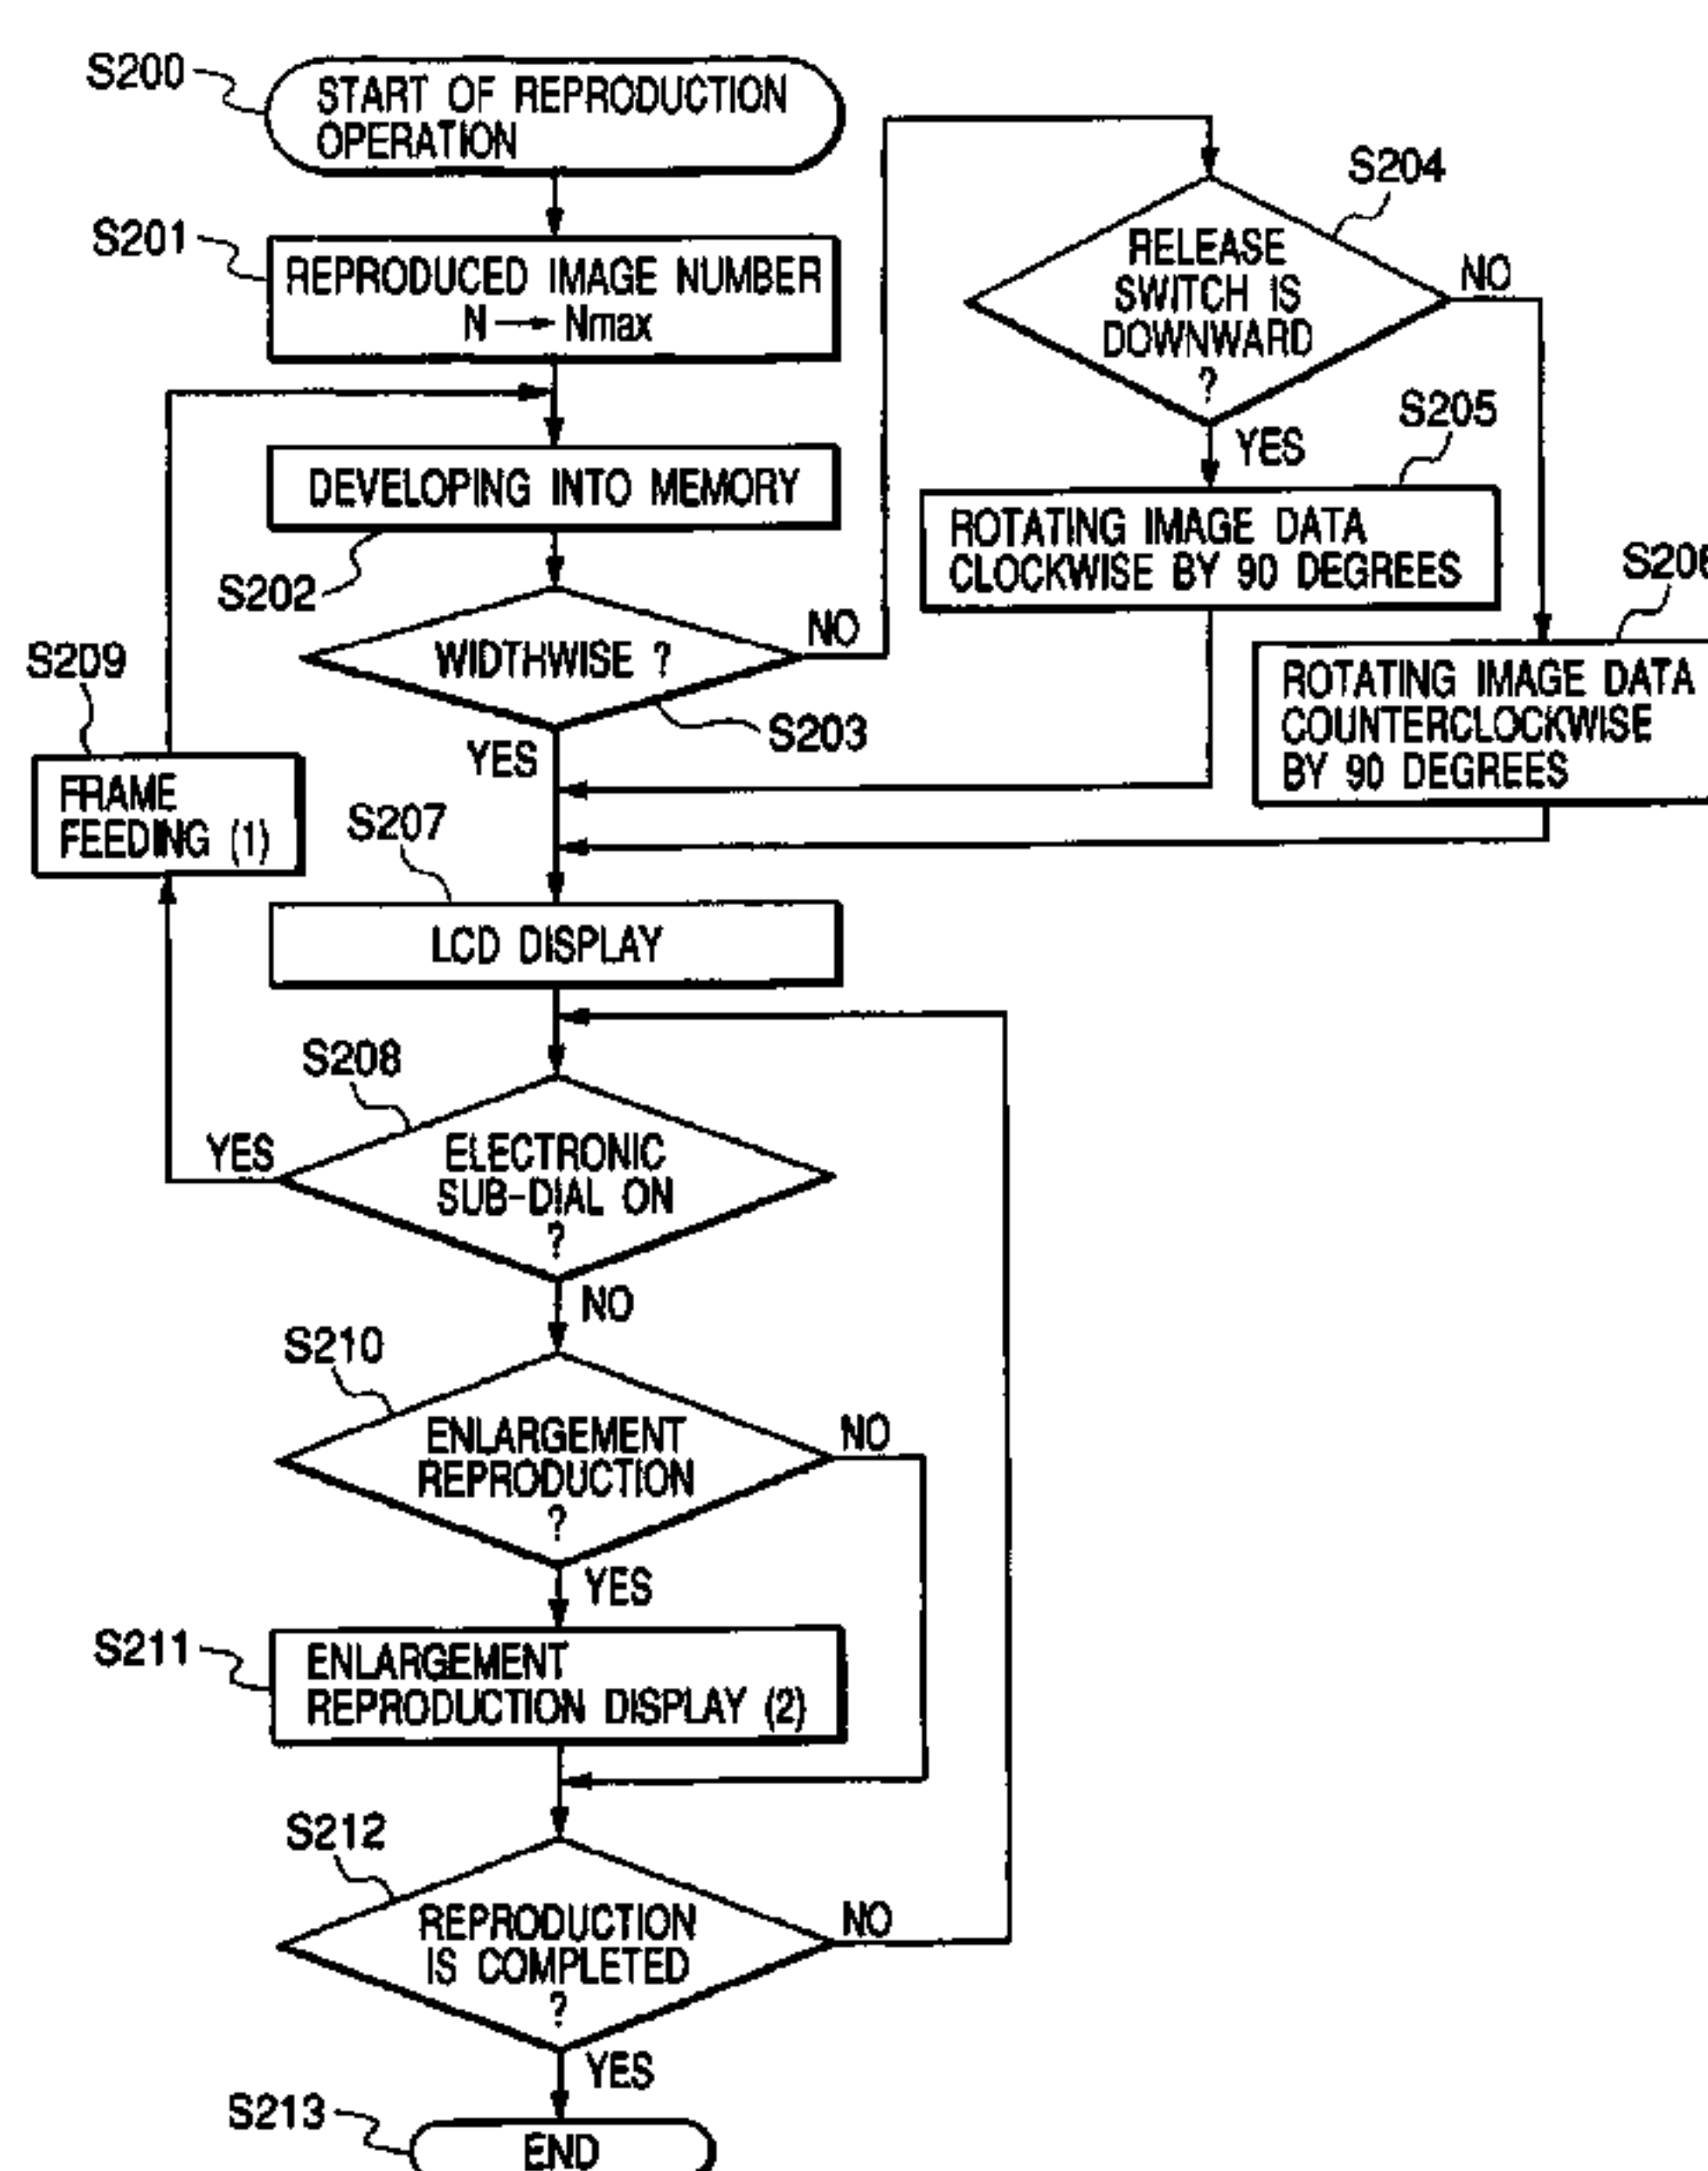 S200
START OF REPRODUCTION
OPERATION
S201
REPRODUCED IMAGE NUMBER
N → Nmax
DEVELOPING INTO MEMORY
S202
WIDTHWISE ?
NO
S203
YES
S204
RELEASE
SWITCH IS
DOWNWARD
?
NO
YES
S205
ROTATING IMAGE DATA
CLOCKWISE BY 90 DEGREES
S206
ROTATING IMAGE DATA
COUNTERCLOCKWISE
BY 90 DEGREES
S209
FRAME
FEEDING (1)
S207
LCD DISPLAY
S208
YES
ELECTRONIC
SUB-DIAL ON
?
NO
S210
ENLARGEMENT
REPRODUCTION
?
NO
YES
S211
ENLARGEMENT
REPRODUCTION DISPLAY (2)
S212
REPRODUCTION
IS COMPLETED
?
NO
YES
S213
END